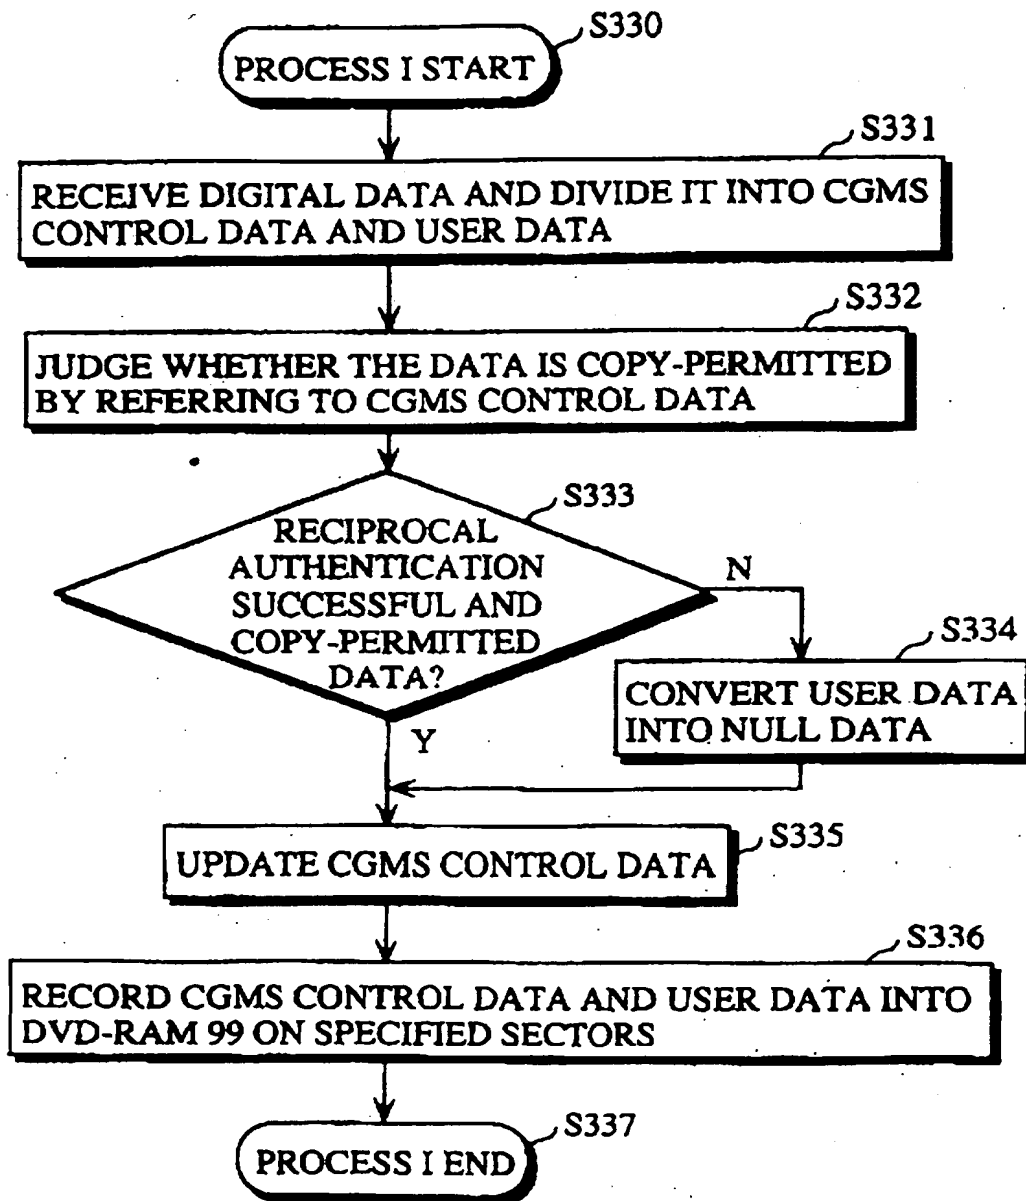 S330
PROCESS I START
S331
RECEIVE DIGITAL DATA AND DIVIDE IT INTO CGMS
CONTROL DATA AND USER DATA
S332
JUDGE WHETHER THE DATA IS COPY-PERMITTED
BY REFERRING TO CGMS CONTROL DATA
S333
RECIPROCAL
AUTHENTICATION
SUCCESSFUL AND
COPY-PERMITTED
DATA?
N
S334
CONVERT USER DATA
INTO NULL DATA
Y
S335
UPDATE CGMS CONTROL DATA
S336
RECORD CGMS CONTROL DATA AND USER DATA INTO
DVD-RAM 99 ON SPECIFIED SECTORS
S337
PROCESS I END